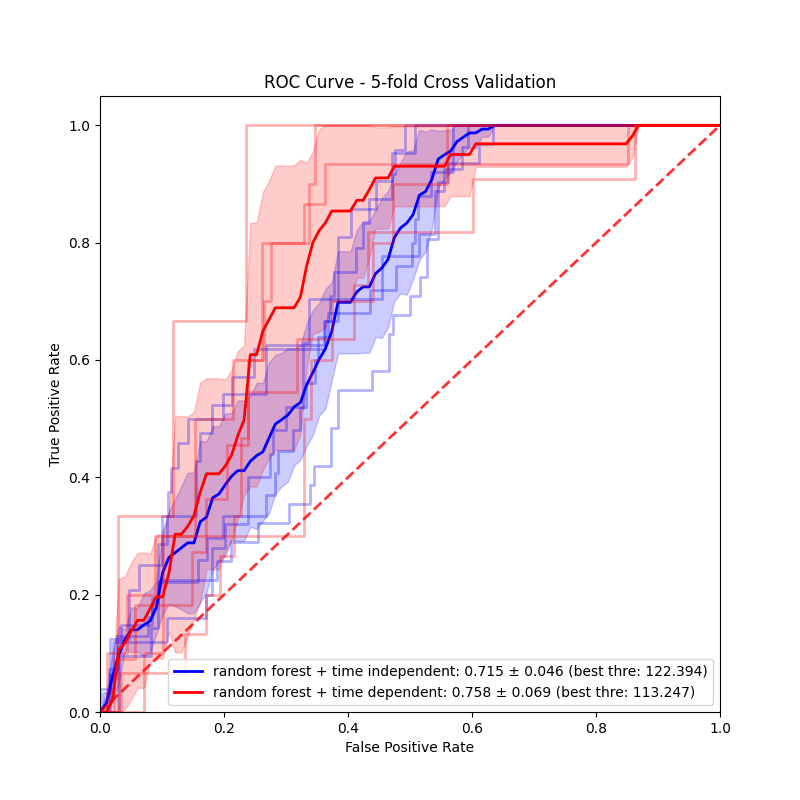 ROC Curve - 5-fold Cross Validation
True Positive Rate
1.0
0.8
0.6
0.4
0.2
0.0
random forest + time independent: 0.715 ± 0.046 (best thre: 122.394)
random forest + time dependent: 0.758 ± 0.069 (best thre: 113.247)
0.0 0.2 0.4 0.6 0.8 1.0
False Positive Rate